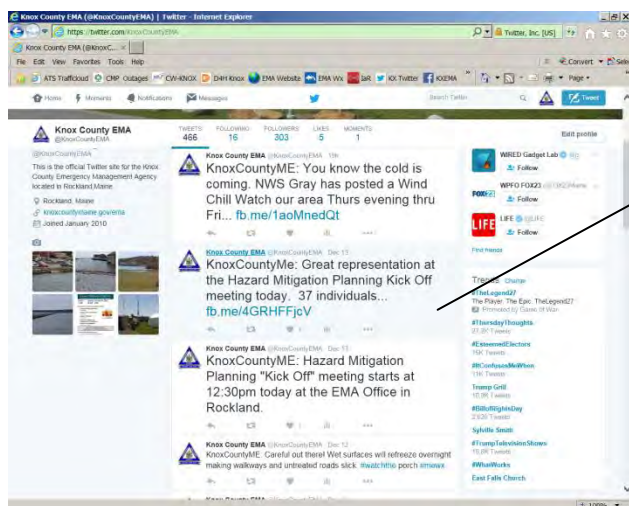 Knox County EMA (@KnoxCountyEMA) | Twitter - Internet Explorer
https://twitter.com/KnoxCountyEMA
Twitter, Inc. [US]
Knox County EMA (@KnoxC...
File Edit View Favorites Tools Help
Convert
ATS Trafficloud CMP Outages CW-KNOX D4H Knox EMA Website EMA Wx IaR KX Twitter KXEMA Page
Home Moments Notifications Messages Search Twitter Tweet
Knox County EMA
@KnoxCountyEMA
TWEETS FOLLOWING FOLLOWERS LIKES MOMENTS
466 16 303 5 1
Edit profile
@KnoxCountyEMA
This is the official Twitter site for the Knox
County Emergency Management Agency
located in Rockland, Maine
Rockland, Maine
knoxcountymaine.gov/ema
Joined January 2010
Knox County EMA @KnoxCountyEMA
KnoxCountyME: You know the cold is
coming. NWS Gray has posted a Wind
Chill Watch our area Thurs evening thru
Fri... fb.me/1aoMnedQt
Knox County EMA @KnoxCountyEMA Dec 13
KnoxCountyMe: Great representation at
the Hazard Mitigation Planning Kick Off
meeting today. 37 individuals...
fb.me/4GRHFFjcV
Knox County EMA @KnoxCountyEMA Dec 13
KnoxCountyME: Hazard Mitigation
Planning "Kick Off" meeting starts at
12:30pm today at the EMA Office in
Rockland.
Knox County EMA @KnoxCountyEMA Dec 12
KnoxCountyME: Careful out there! Wet surfaces will refreeze overnight
making walkways and untreated roads slick. #watchthe porch #mewx
Knox County EMA @KnoxCountyEMA
WIRED Gadget Lab
Follow
WPFO FOX23
Follow
LIFE @LIFE
Follow
Find friends
Trends Change
#TheLegend27
The Player. The Epic. TheLegend27
Promoted by Game of War
#ThursdayThoughts
#EsteemedElectors
#ItConfusesMeWhen
Trump Grill
#BillofRightsDay
Sylville Smith
#TrumpTelevisionShows
#WhatWorks
East Falls Church
100%